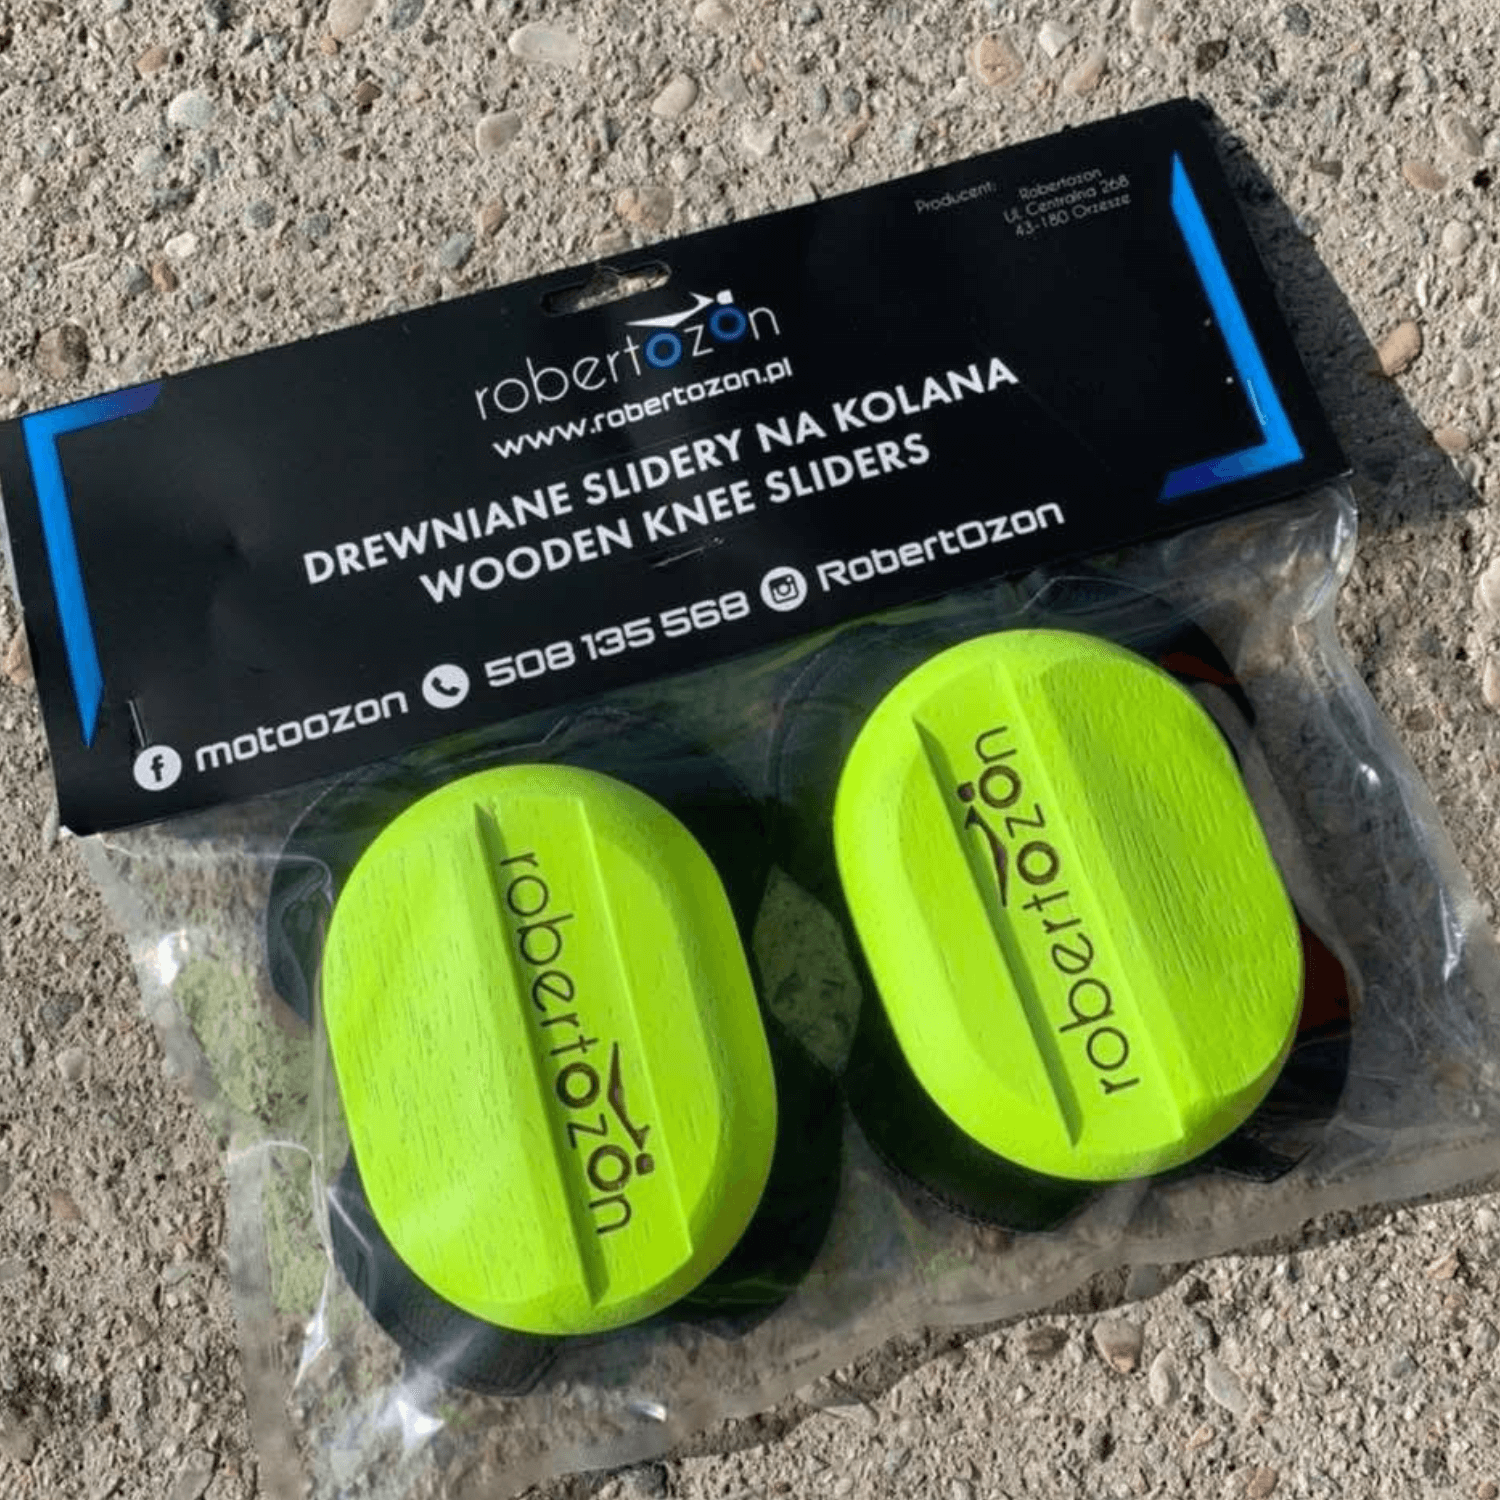 Producent:
Robertozon
Ul. Centralna 268
43-180 Orzesze
robertozon
www.robertozon.pl
DREWNIANE SLIDERY NA KOLANA
WOODEN KNEE SLIDERS
motoozon 508 135 568 RobertOzon
robertozon
robertozon